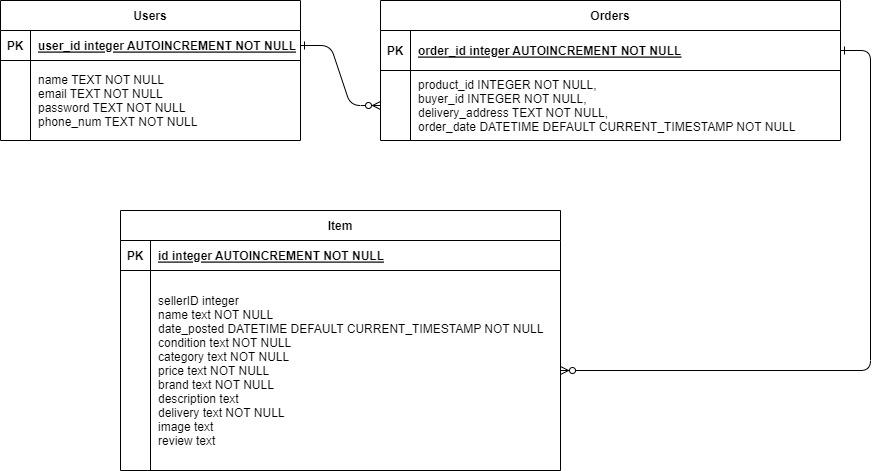 Users
PK user_id integer AUTOINCREMENT NOT NULL
name TEXT NOT NULL
email TEXT NOT NULL
password TEXT NOT NULL
phone_num TEXT NOT NULL
Orders
PK order_id integer AUTOINCREMENT NOT NULL
product_id INTEGER NOT NULL,
buyer_id INTEGER NOT NULL,
delivery_address TEXT NOT NULL,
order_date DATETIME DEFAULT CURRENT_TIMESTAMP NOT NULL
Item
PK id integer AUTOINCREMENT NOT NULL
sellerID integer
name text NOT NULL
date_posted DATETIME DEFAULT CURRENT_TIMESTAMP NOT NULL
condition text NOT NULL
category text NOT NULL
price text NOT NULL
brand text NOT NULL
description text
delivery text NOT NULL
image text
review text